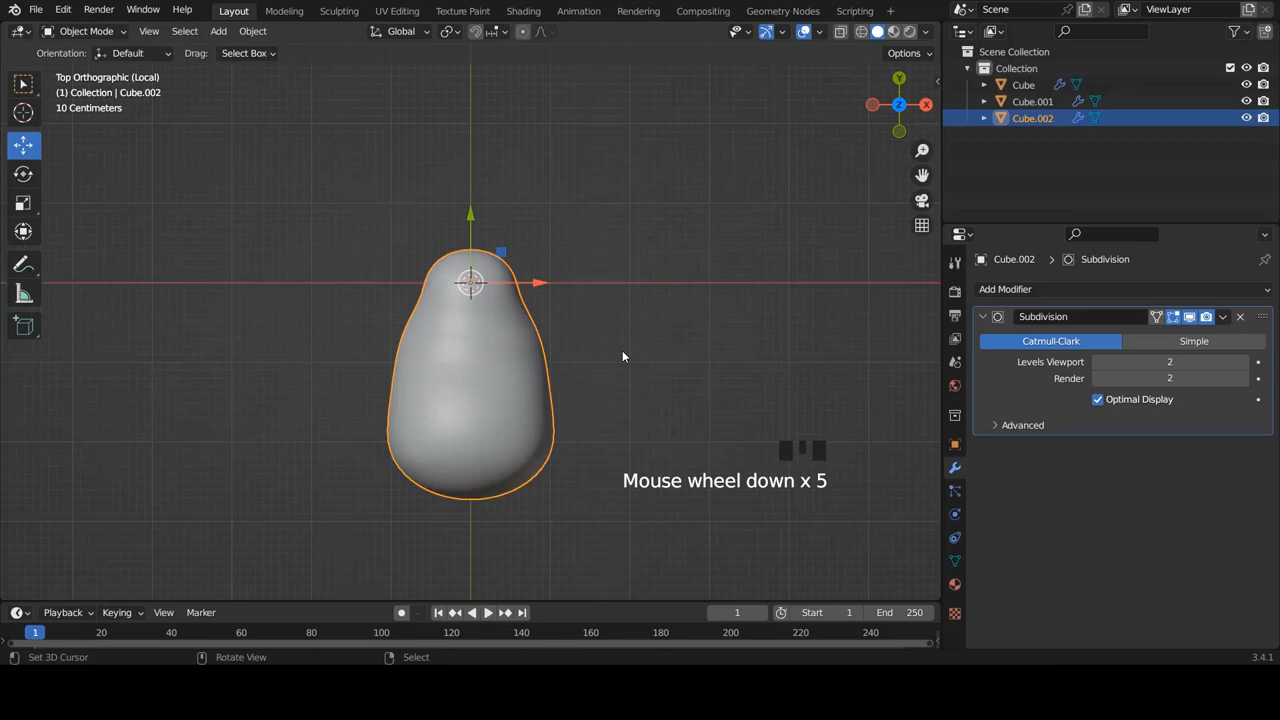 File Edit Render Window Help Layout Modeling Sculpting UV Editing Texture Paint Shading Animation Rendering Compositing Geometry Nodes Scripting + Scene ViewLayer
Object Mode View Select Add Object Global Options
Orientation: Default Drag: Select Box
Top Orthographic (Local)
(1) Collection | Cube.002
10 Centimeters
Y
Z
X
Scene Collection
Collection
Cube
Cube.001
Cube.002
Cube.002 > Subdivision
Add Modifier
Subdivision
Catmull-Clark Simple
Levels Viewport 2
Render 2
Optimal Display
Advanced
Mouse wheel down x 5
Playback Keying View Marker 1 Start 1 End 250
1 20 40 60 80 100 120 140 160 180 200 220 240
Set 3D Cursor Rotate View Select 3.4.1